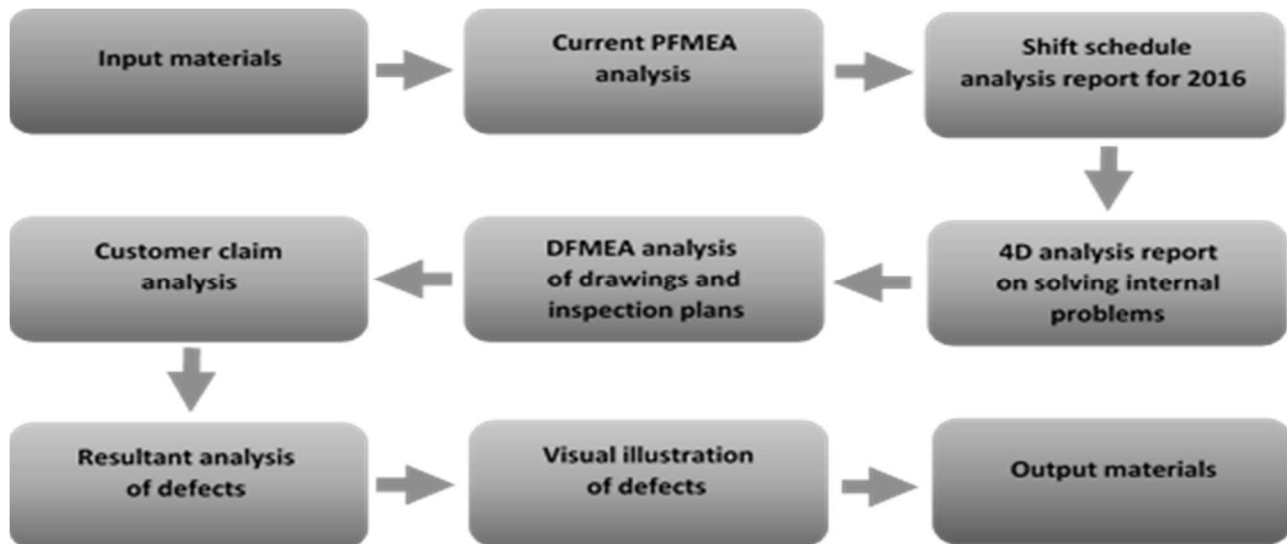 Input materials
Current PFMEA
analysis
Shift schedule
analysis report for 2016
4D analysis report
on solving internal
problems
DFMEA analysis
of drawings and
inspection plans
Customer claim
analysis
Resultant analysis
of defects
Visual illustration
of defects
Output materials